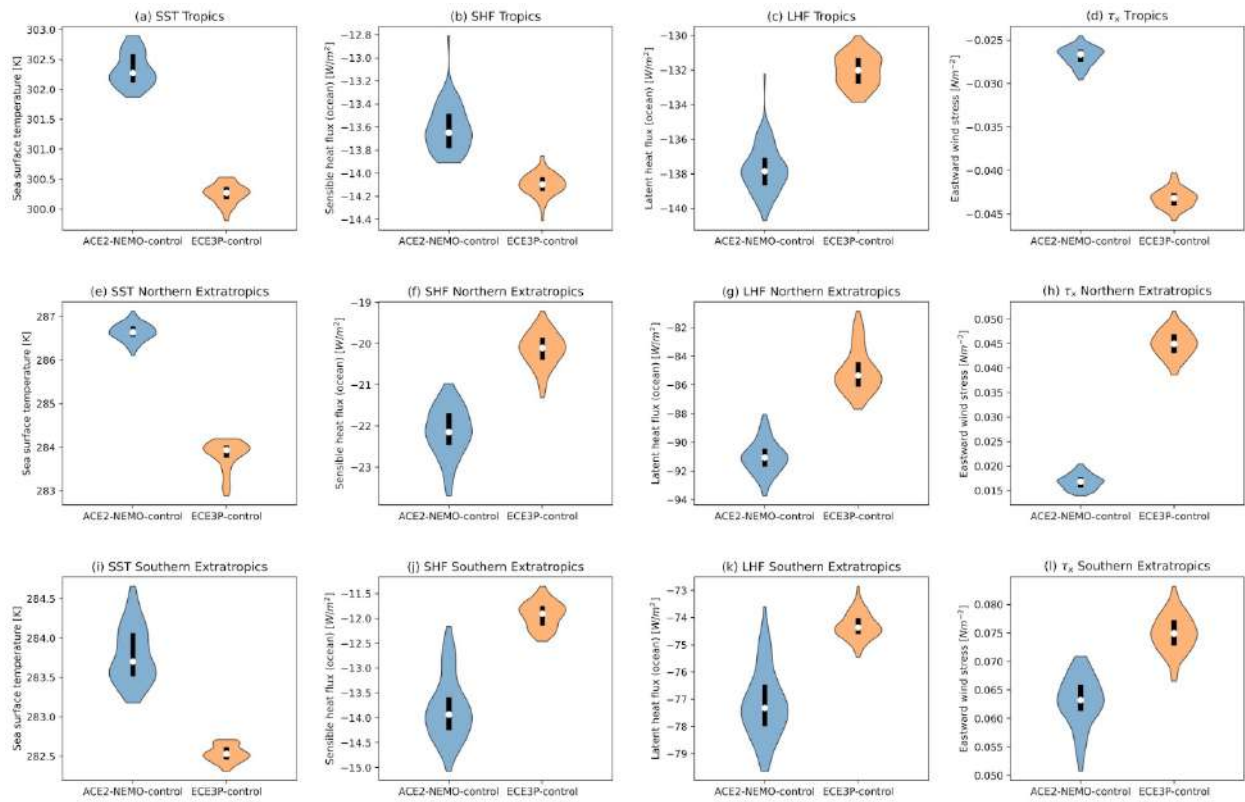 (a) SST Tropics
303.0
302.5
302.0
301.5
301.0
300.5
300.0
Sea surface temperature [K]
ACE2-NEMO-control ECE3P-control
(b) SHF Tropics
−12.8
−13.0
−13.2
−13.4
−13.6
−13.8
−14.0
−14.2
−14.4
Sensible heat flux (ocean) [W/m²]
ACE2-NEMO-control ECE3P-control
(c) LHF Tropics
−130
−132
−134
−136
−138
−140
Latent heat flux (ocean) [W/m²]
ACE2-NEMO-control ECE3P-control
(d) τx Tropics
−0.025
−0.030
−0.035
−0.040
−0.045
Eastward wind stress [Nm⁻²]
ACE2-NEMO-control ECE3P-control
(e) SST Northern Extratropics
287
286
285
284
283
Sea surface temperature [K]
ACE2-NEMO-control ECE3P-control
(f) SHF Northern Extratropics
−19
−20
−21
−22
−23
Sensible heat flux (ocean) [W/m²]
ACE2-NEMO-control ECE3P-control
(g) LHF Northern Extratropics
−82
−84
−86
−88
−90
−92
−94
Latent heat flux (ocean) [W/m²]
ACE2-NEMO-control ECE3P-control
(h) τx Northern Extratropics
0.050
0.045
0.040
0.035
0.030
0.025
0.020
0.015
Eastward wind stress [Nm⁻²]
ACE2-NEMO-control ECE3P-control
(i) SST Southern Extratropics
284.5
284.0
283.5
283.0
282.5
Sea surface temperature [K]
ACE2-NEMO-control ECE3P-control
(j) SHF Southern Extratropics
−11.5
−12.0
−12.5
−13.0
−13.5
−14.0
−14.5
−15.0
Sensible heat flux (ocean) [W/m²]
ACE2-NEMO-control ECE3P-control
(k) LHF Southern Extratropics
−73
−74
−75
−76
−77
−78
−79
Latent heat flux (ocean) [W/m²]
ACE2-NEMO-control ECE3P-control
(l) τx Southern Extratropics
0.080
0.075
0.070
0.065
0.060
0.055
0.050
Eastward wind stress [Nm⁻²]
ACE2-NEMO-control ECE3P-control